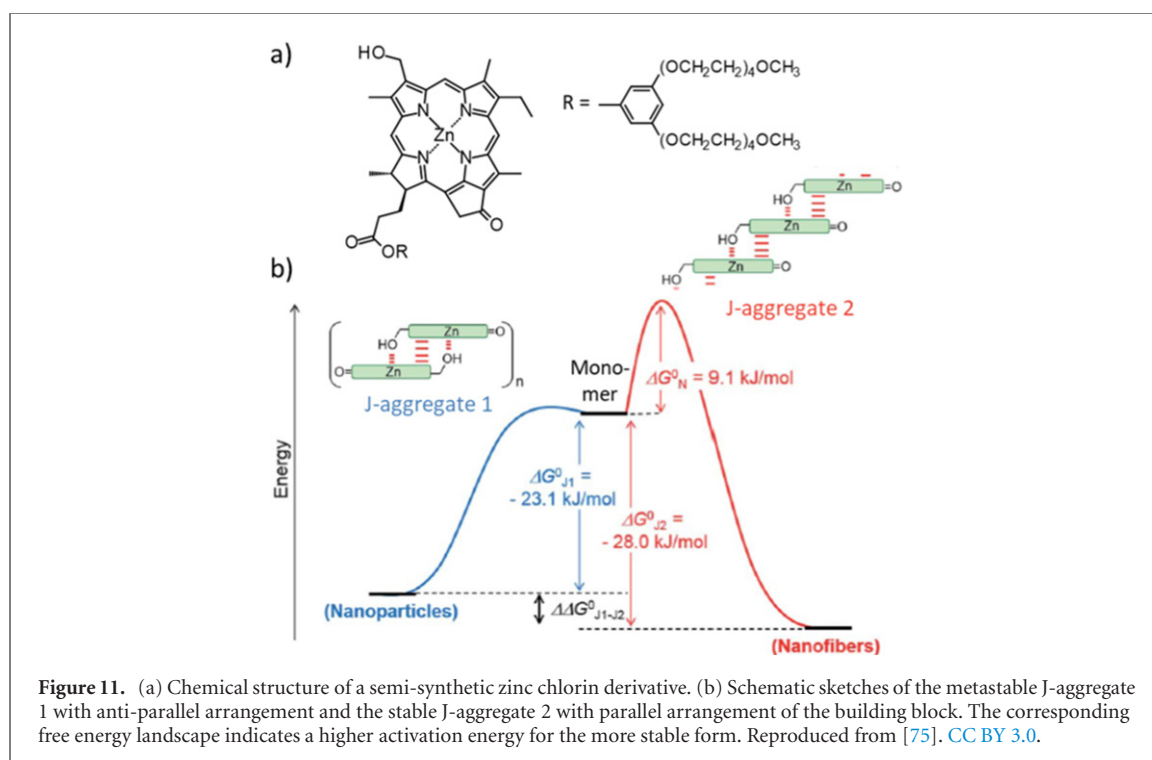 a)
HO
N
N
Zn
N
N
O
O
OR
R =
(OCH₂CH₂)₄OCH₃
(OCH₂CH₂)₄OCH₃
b)
Zn
=O
HO
Zn
=O
HO
Zn
=O
HO
J-aggregate 2
Zn
=O
HO
OH
O=
Zn
n
J-aggregate 1
Mono-
mer
ΔG⁰N = 9.1 kJ/mol
Energy
ΔG⁰J1 =
- 23.1 kJ/mol
ΔG⁰J2 =
- 28.0 kJ/mol
(Nanoparticles)
ΔΔG⁰J1-J2
(Nanofibers)
Figure 11. (a) Chemical structure of a semi-synthetic zinc chlorin derivative. (b) Schematic sketches of the metastable J-aggregate
1 with anti-parallel arrangement and the stable J-aggregate 2 with parallel arrangement of the building block. The corresponding
free energy landscape indicates a higher activation energy for the more stable form. Reproduced from [75]. CC BY 3.0.